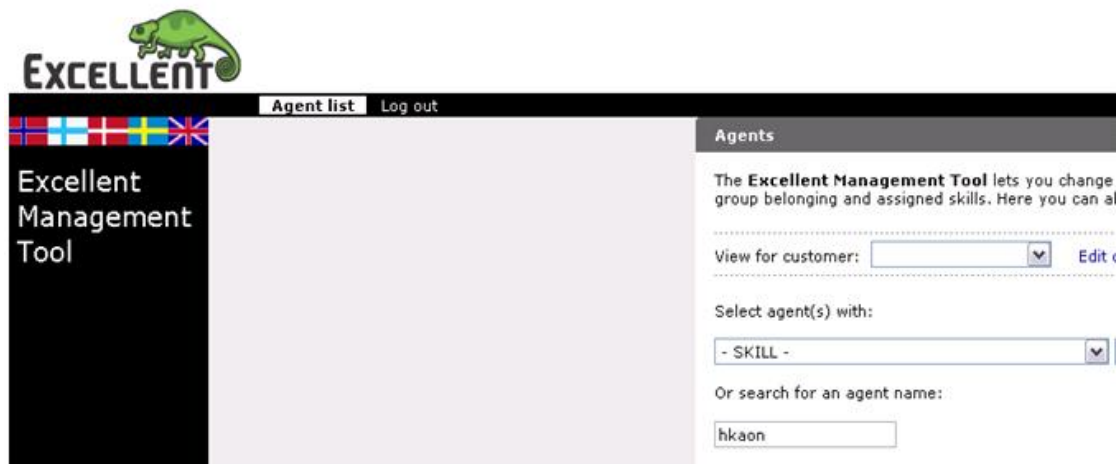 EXCELLENT
Agent list Log out
Excellent
Management
Tool
Agents
The Excellent Management Tool lets you change
group belonging and assigned skills. Here you can
View for customer: Edit
Select agent(s) with:
- SKILL -
Or search for an agent name:
hkaon